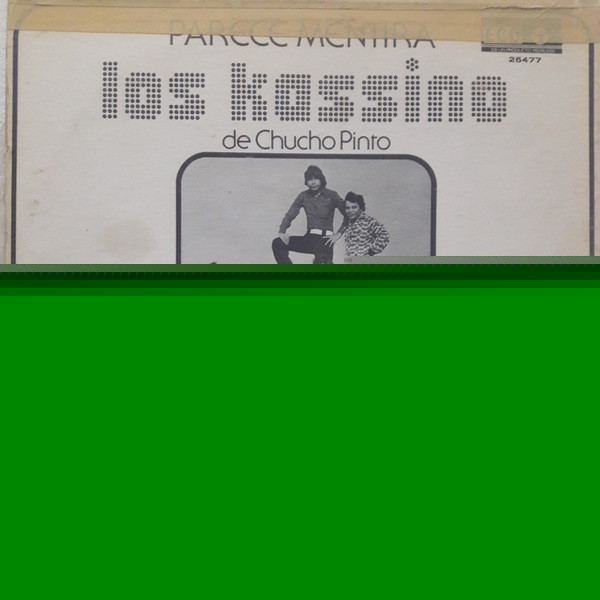 PARECE MENTIRA
25477
los kassino
de Chucho Pinto